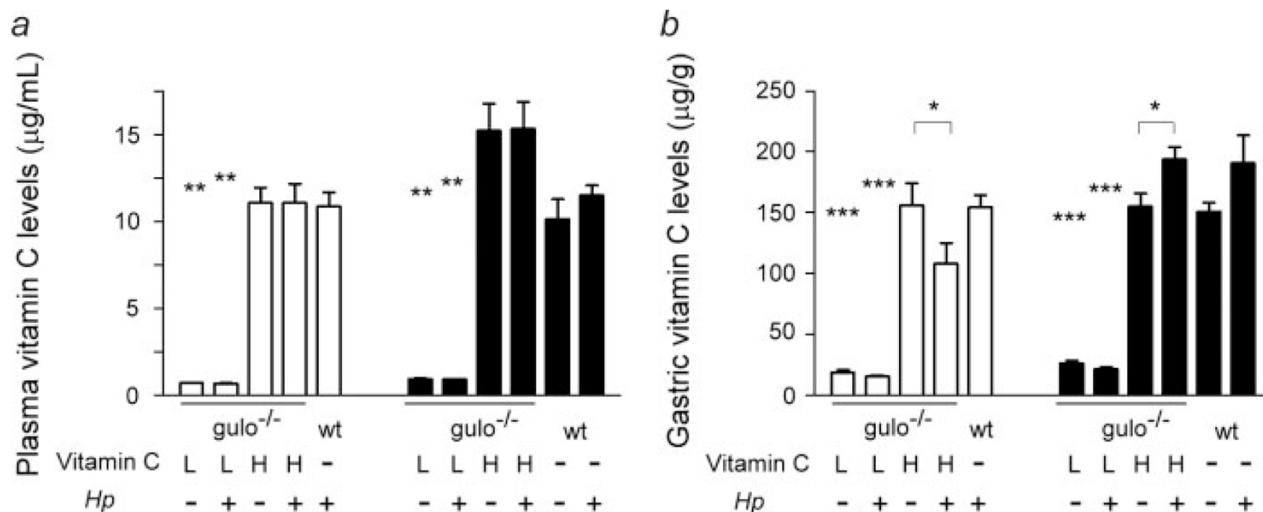 a
Plasma vitamin C levels (μg/mL)
15
10
5
0
** **
** **
gulo-/- wt
gulo-/- wt
Vitamin C L L H H - L L H H - -
Hp - + - + + - + - + - +
b
Gastric vitamin C levels (μg/g)
250
200
150
100
50
0
*** *** *
*** *** *
gulo-/- wt
gulo-/- wt
Vitamin C L L H H - L L H H - -
Hp - + - + + - + - + - +